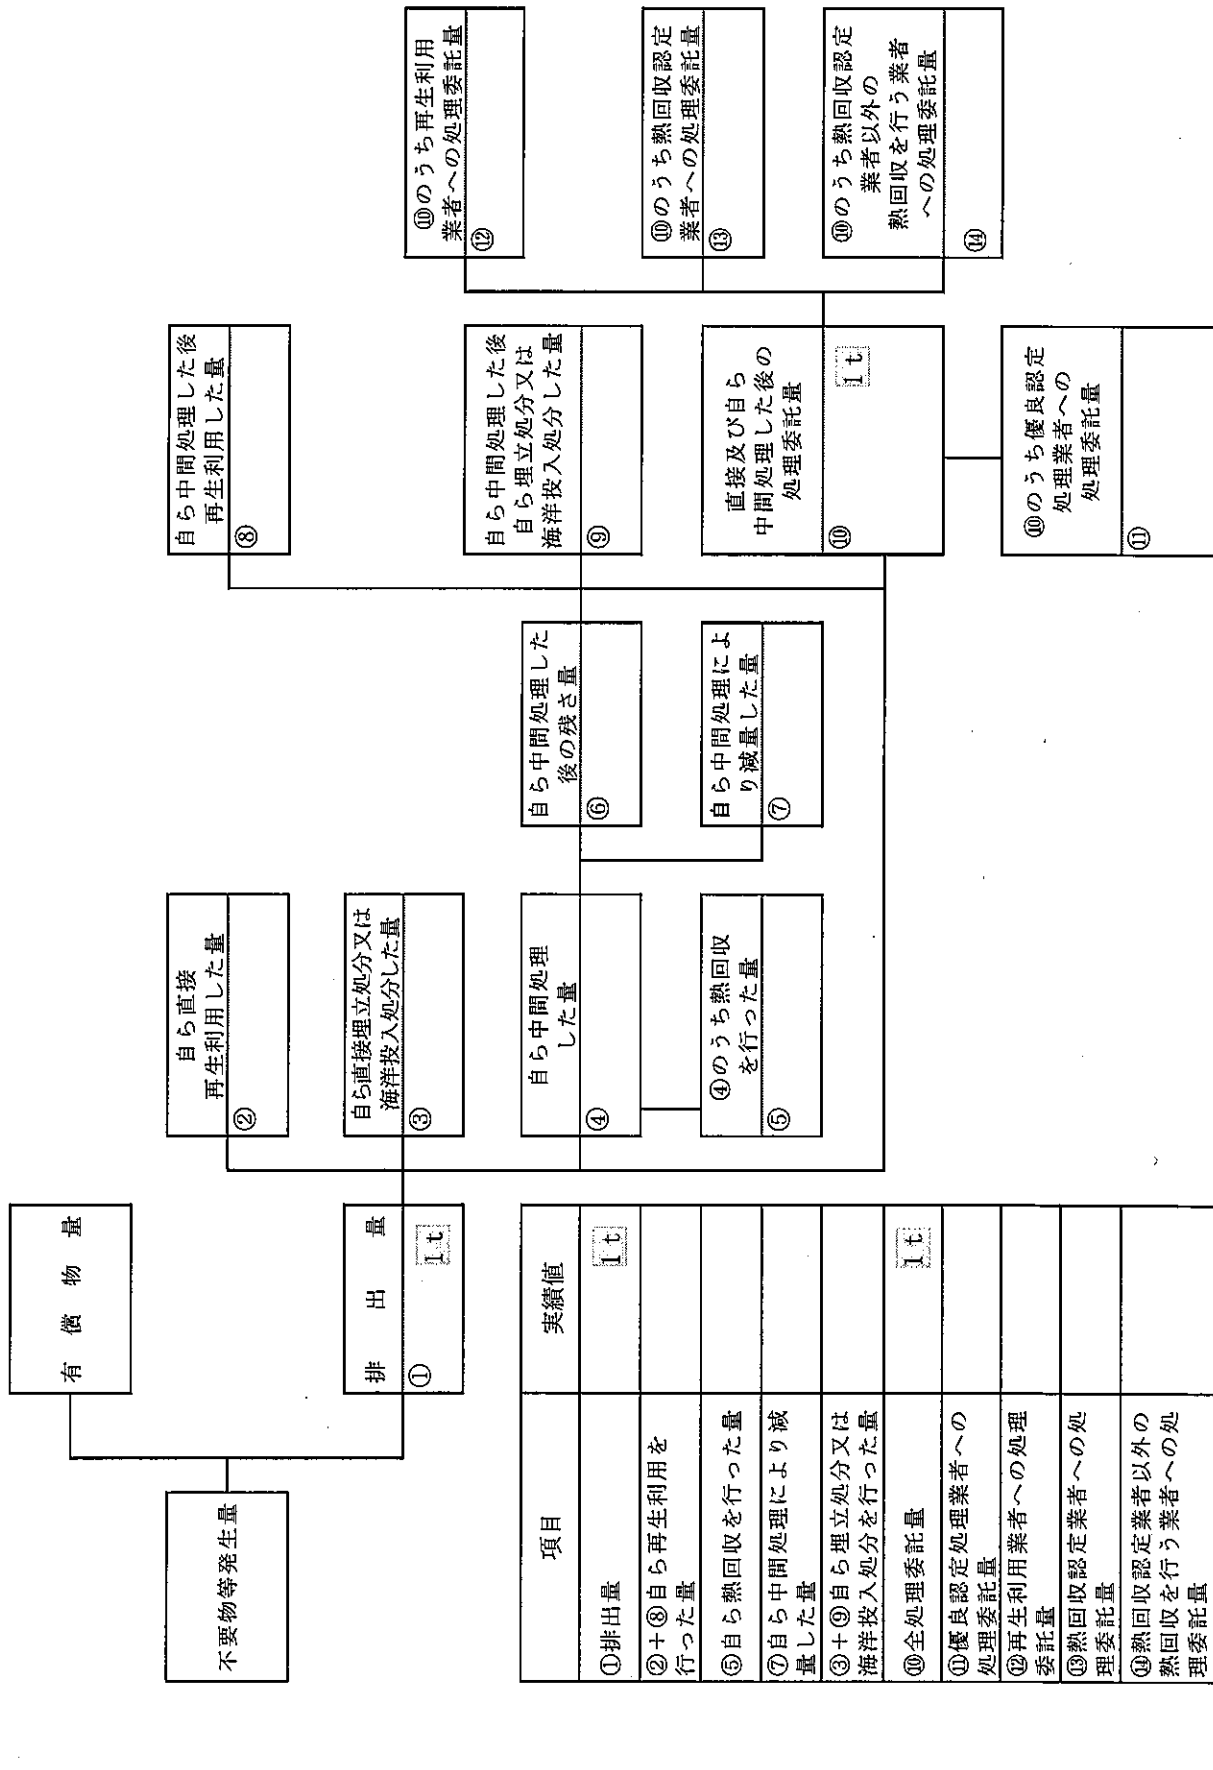 有償物量
不要物等発生量
排出量
①
1t
自ら直接
再生利用した量
②
自ら直接埋立処分又は
海洋投入処分した量
③
自ら中間処理
した量
④
④のうち熱回収
を行った量
⑤
自ら中間処理した
後の残さ量
⑥
自ら中間処理によ
り減量した量
⑦
自ら中間処理した後
再生利用した量
⑧
自ら中間処理した後
自ら埋立処分又は
海洋投入処分した量
⑨
直接及び自ら
中間処理した後の
処理委託量
⑩
1t
⑩のうち優良認定
処理業者への
処理委託量
⑪
⑩のうち再生利用
業者への処理委託量
⑫
⑩のうち熱回収認定
業者への処理委託量
⑬
⑩のうち熱回収認定
業者以外の
熱回収を行う業者
への処理委託量
⑭
項目 実績値
①排出量 1t
②+⑧自ら再生利用を
行った量
⑤自ら熱回収を行った量
⑦自ら中間処理により減
量した量
③+⑨自ら埋立処分又は
海洋投入処分を行った量
⑩全処理委託量 1t
⑪優良認定処理業者への
処理委託量
⑫再生利用業者への処理
委託量
⑬熱回収認定業者への処
理委託量
⑭熱回収認定業者以外の
熱回収を行う業者への処
理委託量